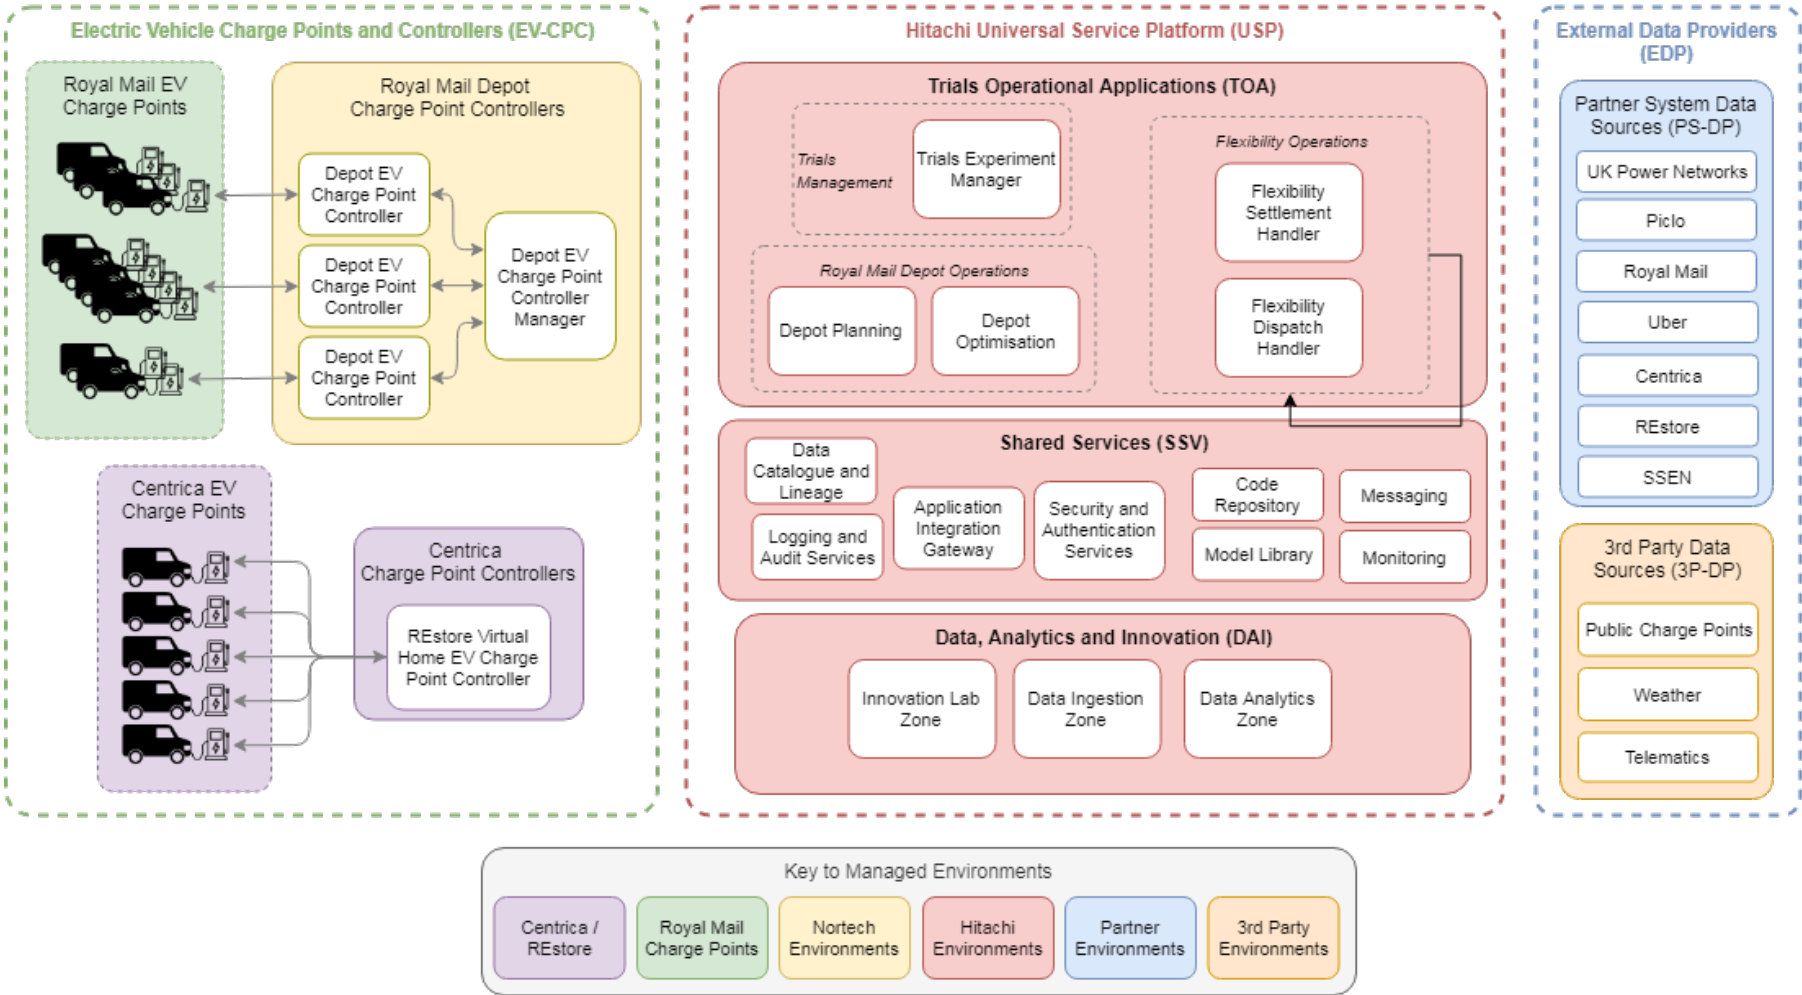 Electric Vehicle Charge Points and Controllers (EV-CPC)
Royal Mail EV
Charge Points
Royal Mail Depot
Charge Point Controllers
Depot EV
Charge Point
Controller
Depot EV
Charge Point
Controller
Depot EV
Charge Point
Controller
Depot EV
Charge Point
Controller
Manager
Centrica EV
Charge Points
Centrica
Charge Point Controllers
REstore Virtual
Home EV Charge
Point Controller
Hitachi Universal Service Platform (USP)
Trials Operational Applications (TOA)
Trials
Management
Trials Experiment
Manager
Royal Mail Depot Operations
Depot Planning
Depot
Optimisation
Flexibility Operations
Flexibility
Settlement
Handler
Flexibility
Dispatch
Handler
Shared Services (SSV)
Data
Catalogue and
Lineage
Logging and
Audit Services
Application
Integration
Gateway
Security and
Authentication
Services
Code
Repository
Model Library
Messaging
Monitoring
Data, Analytics and Innovation (DAI)
Innovation Lab
Zone
Data Ingestion
Zone
Data Analytics
Zone
External Data Providers
(EDP)
Partner System Data
Sources (PS-DP)
UK Power Networks
Piclo
Royal Mail
Uber
Centrica
REstore
SSEN
3rd Party Data
Sources (3P-DP)
Public Charge Points
Weather
Telematics
Key to Managed Environments
Centrica /
REstore
Royal Mail
Charge Points
Nortech
Environments
Hitachi
Environments
Partner
Environments
3rd Party
Environments